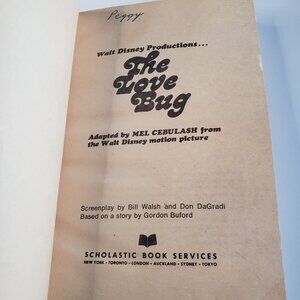 Peggy
Walt Disney Productions...
The
Love
Bug
Adapted by MEL CEBULASH from
the Walt Disney motion picture
Screenplay by Bill Walsh and Don DaGradi
Based on a story by Gordon Buford
SCHOLASTIC BOOK SERVICES
NEW YORK · TORONTO · LONDON · AUCKLAND · SYDNEY · TOKYO